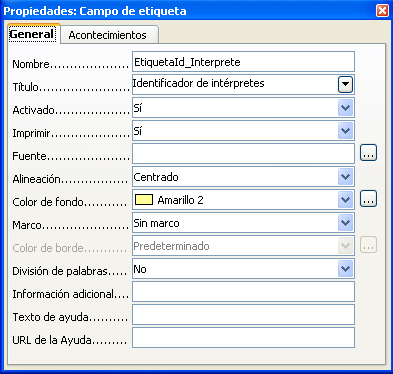 Propiedades: Campo de etiqueta
General Acontecimientos
Nombre.................... EtiquetaId_Interprete
Título........................ Identificador de intérpretes
Activado................... Sí
Imprimir.................... Sí
Fuente......................
Alineación................. Centrado
Color de fondo.......... Amarillo 2
Marco....................... Sin marco
Color de borde.......... Predeterminado
División de palabras... No
Información adicional....
Texto de ayuda..........
URL de la Ayuda.........